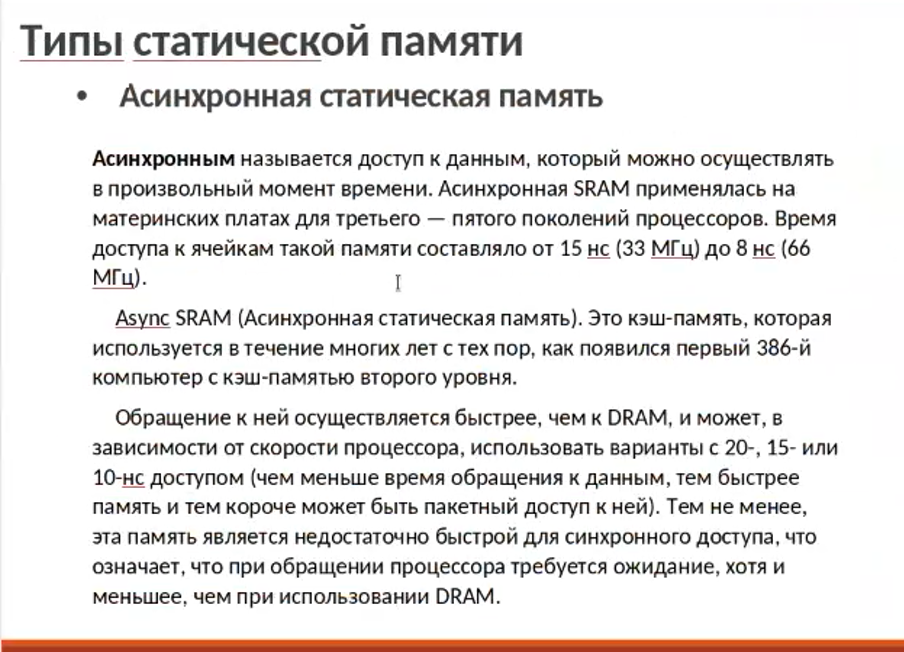 Типы статической памяти
• Асинхронная статическая память
Асинхронным называется доступ к данным, который можно осуществлять
в произвольный момент времени. Асинхронная SRAM применялась на
материнских платах для третьего — пятого поколений процессоров. Время
доступа к ячейкам такой памяти составляло от 15 нс (33 МГц) до 8 нс (66
МГц).
Async SRAM (Асинхронная статическая память). Это кэш-память, которая
используется в течение многих лет с тех пор, как появился первый 386-й
компьютер с кэш-памятью второго уровня.
Обращение к ней осуществляется быстрее, чем к DRAM, и может, в
зависимости от скорости процессора, использовать варианты с 20-, 15- или
10-нс доступом (чем меньше время обращения к данным, тем быстрее
память и тем короче может быть пакетный доступ к ней). Тем не менее,
эта память является недостаточно быстрой для синхронного доступа, что
означает, что при обращении процессора требуется ожидание, хотя и
меньшее, чем при использовании DRAM.